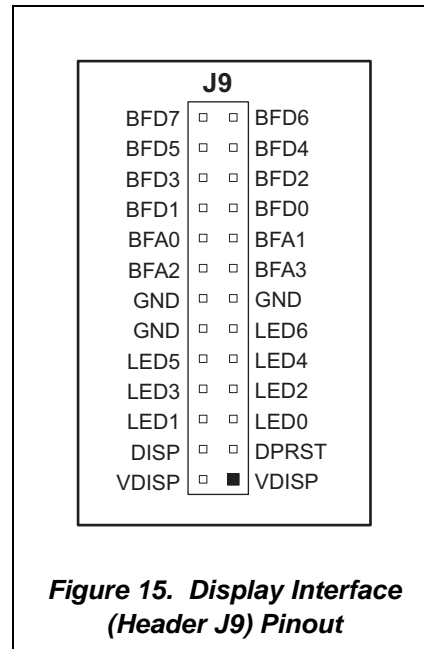 J9
BFD7 BFD6
BFD5 BFD4
BFD3 BFD2
BFD1 BFD0
BFA0 BFA1
BFA2 BFA3
GND GND
GND LED6
LED5 LED4
LED3 LED2
LED1 LED0
DISP DPRST
VDISP VDISP
Figure 15. Display Interface
(Header J9) Pinout